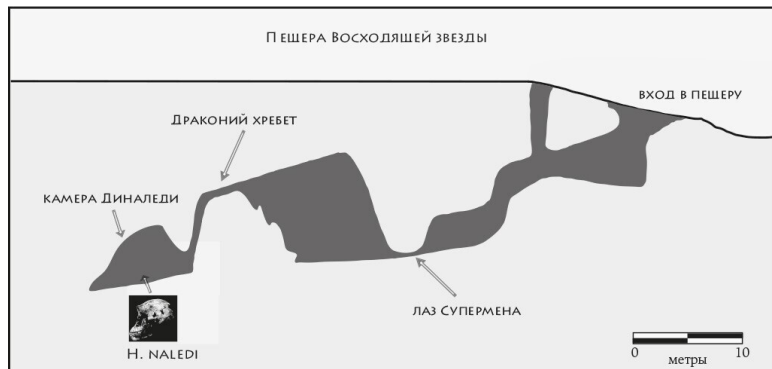 Пещера Восходящей звезды
вход в пещеру
Драконий хребет
камера Диналеди
лаз Супермена
H. naledi
0 10
метры